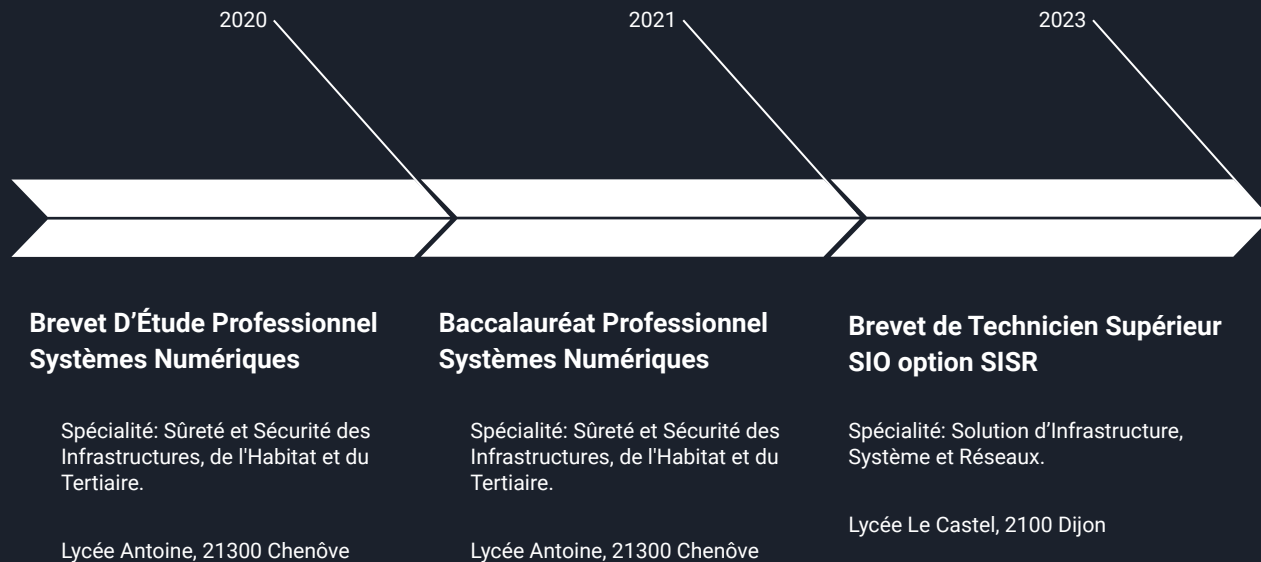 2020
2021
2023
Brevet D’Étude Professionnel
Systèmes Numériques
Spécialité: Sûreté et Sécurité des
Infrastructures, de l'Habitat et du
Tertiaire.
Lycée Antoine, 21300 Chenôve
Baccalauréat Professionnel
Systèmes Numériques
Spécialité: Sûreté et Sécurité des
Infrastructures, de l'Habitat et du
Tertiaire.
Lycée Antoine, 21300 Chenôve
Brevet de Technicien Supérieur
SIO option SISR
Spécialité: Solution d’Infrastructure,
Système et Réseaux.
Lycée Le Castel, 2100 Dijon